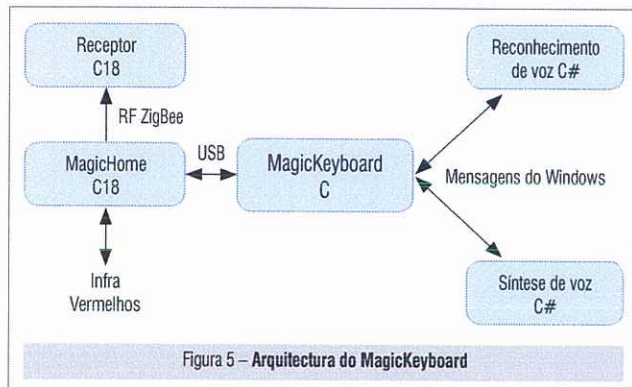 Receptor
C18
RF ZigBee
MagicHome
C18
Infra
Vermelhos
USB
MagicKeyboard
C
Reconhecimento
de voz C#
Mensagens do Windows
Síntese de voz
C#
Figura 5 – Arquitectura do MagicKeyboard